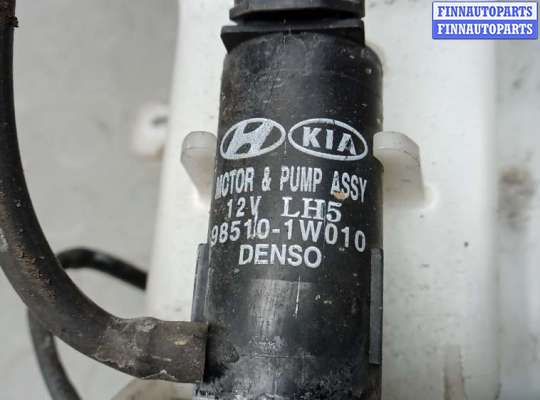 FINNAUTOPARTS
FINNAUTOPARTS
KIA
MOTOR & PUMP ASSY
12V LH5
98510-1W010
DENSO